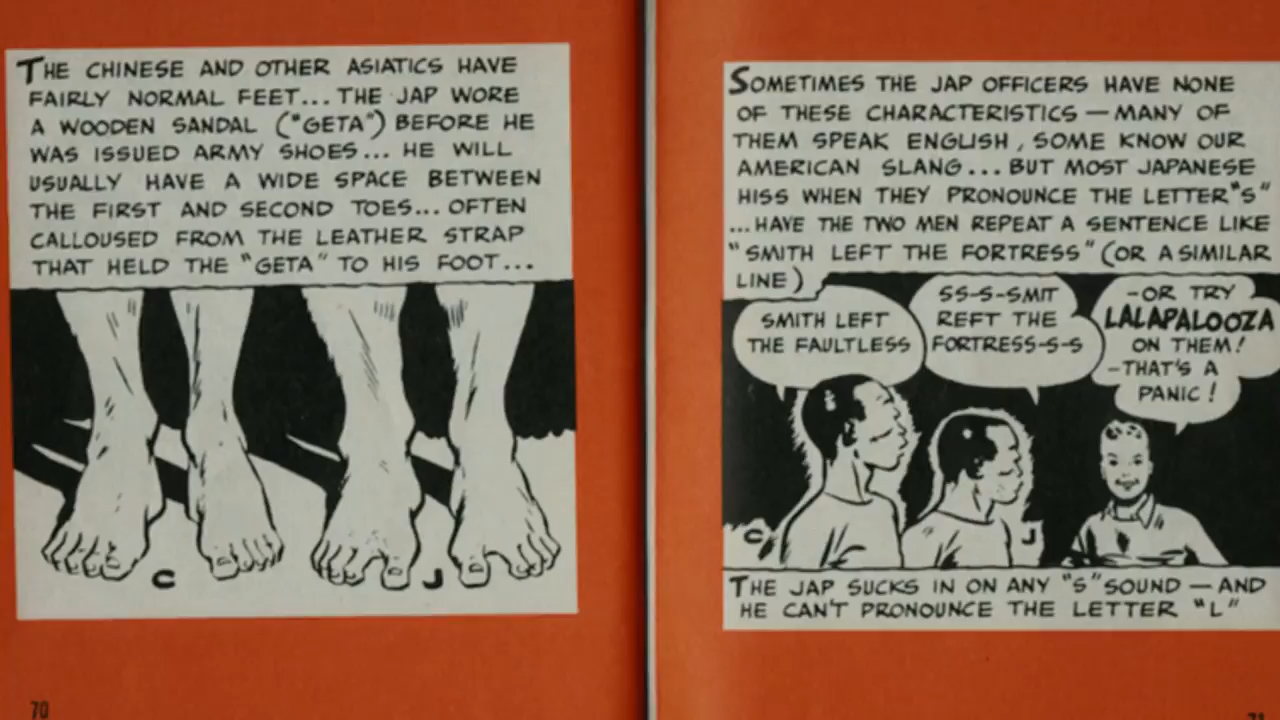 THE CHINESE AND OTHER ASIATICS HAVE
FAIRLY NORMAL FEET... THE JAP WORE
A WOODEN SANDAL ("GETA") BEFORE HE
WAS ISSUED ARMY SHOES... HE WILL
USUALLY HAVE A WIDE SPACE BETWEEN
THE FIRST AND SECOND TOES... OFTEN
CALLOUSED FROM THE LEATHER STRAP
THAT HELD THE "GETA" TO HIS FOOT...
C
J
70
SOMETIMES THE JAP OFFICERS HAVE NONE
OF THESE CHARACTERISTICS — MANY OF
THEM SPEAK ENGLISH, SOME KNOW OUR
AMERICAN SLANG... BUT MOST JAPANESE
HISS WHEN THEY PRONOUNCE THE LETTER "S"
...HAVE THE TWO MEN REPEAT A SENTENCE LIKE
"SMITH LEFT THE FORTRESS" (OR A SIMILAR
LINE)
SMITH LEFT
THE FAULTLESS
SS-S-SMIT
REFT THE
FORTRESS-S-S
-OR TRY
LALAPALOOZA
ON THEM!
-THAT'S A
PANIC!
C
J
THE JAP SUCKS IN ON ANY "S" SOUND — AND
HE CAN'T PRONOUNCE THE LETTER "L"